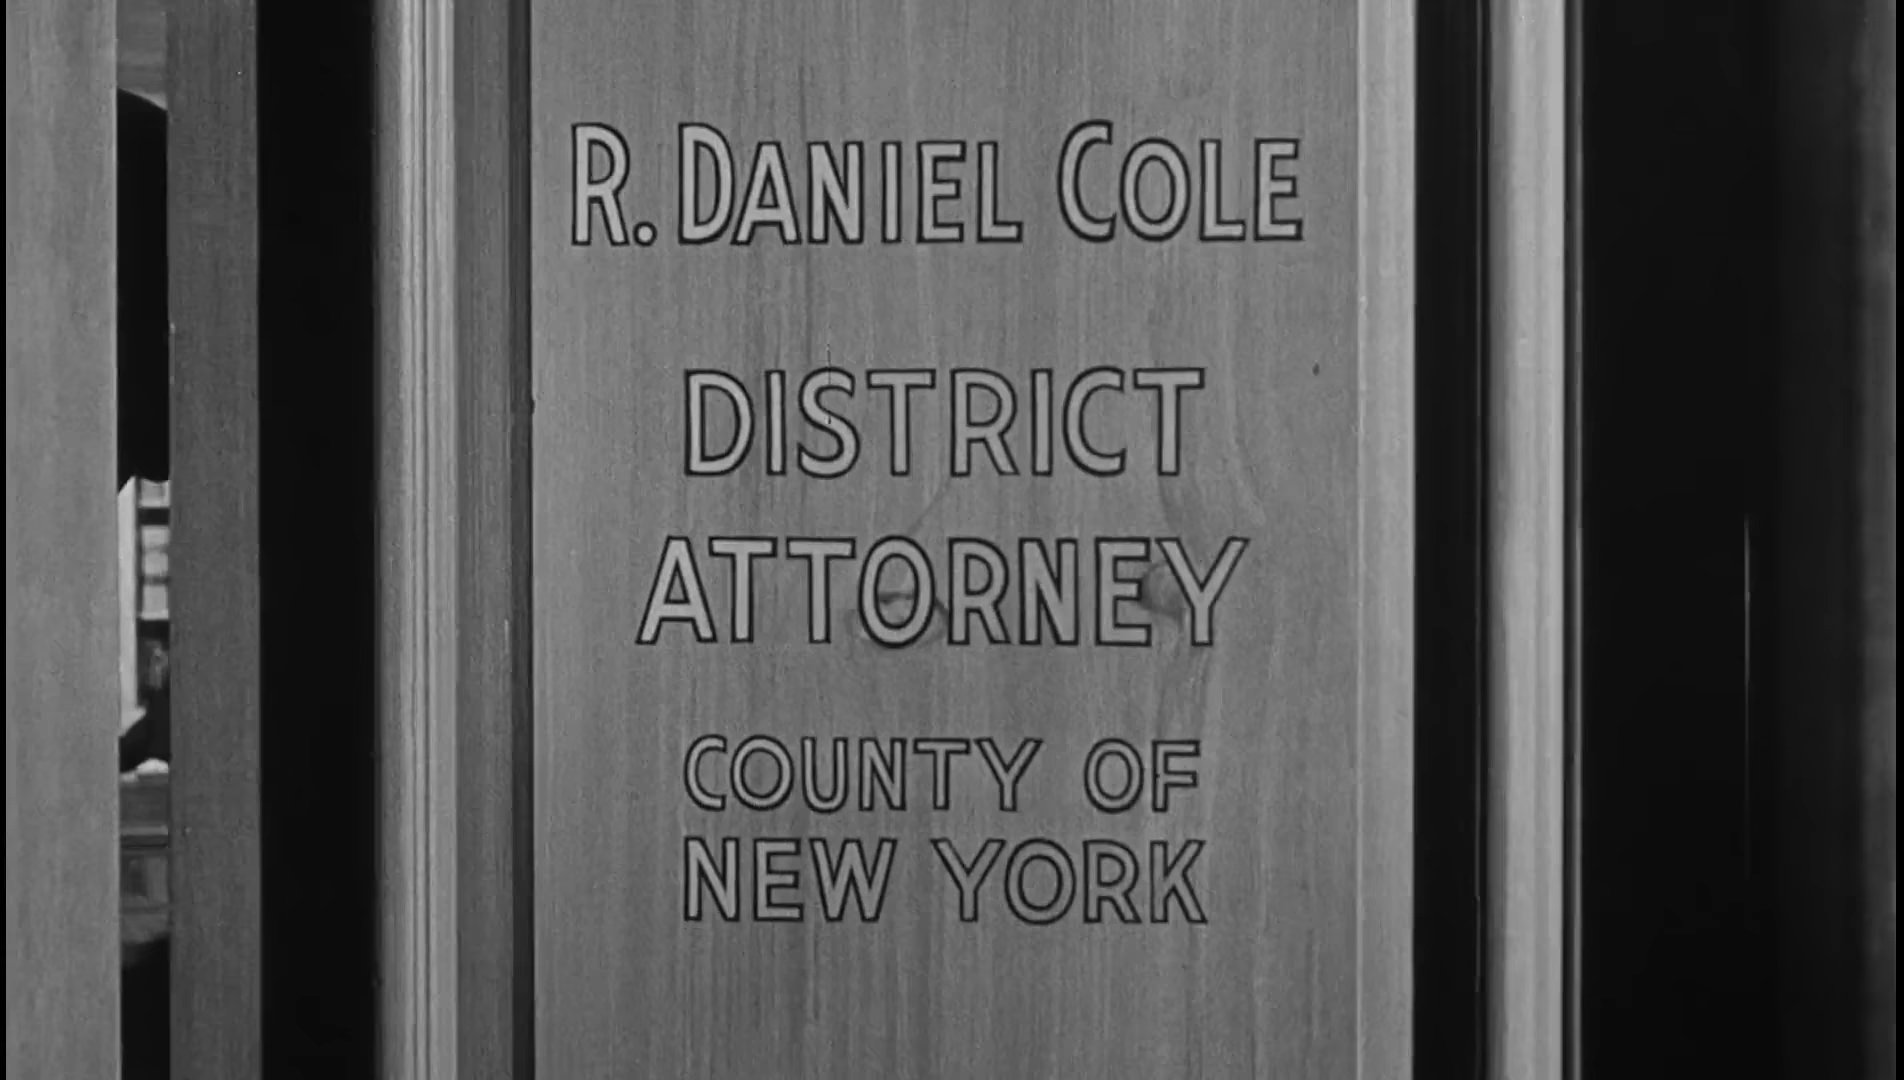 R. DANIEL COLE
DISTRICT
ATTORNEY
COUNTY OF
NEW YORK